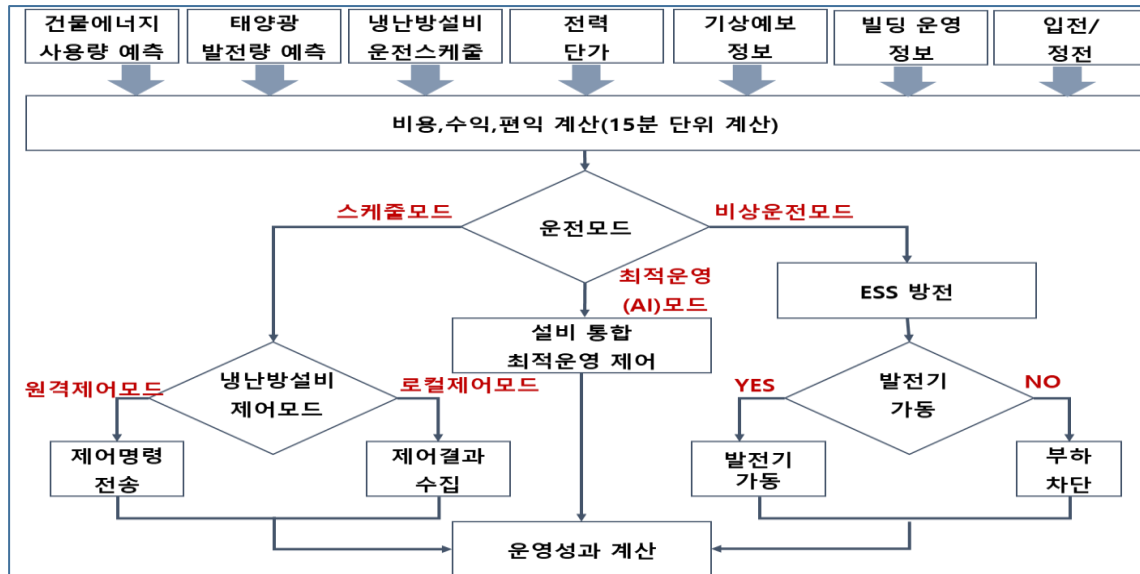 건물에너지
사용량 예측
태양광
발전량 예측
냉난방설비
운전스케줄
전력
단가
기상예보
정보
빌딩 운영
정보
입전/
정전
비용,수익,편익 계산(15분 단위 계산)
스케줄모드
운전모드
비상운전모드
최적운영
(AI)모드
ESS 방전
설비 통합
최적운영 제어
원격제어모드
냉난방설비
제어모드
로컬제어모드
YES
발전기
가동
NO
제어명령
전송
제어결과
수집
발전기
가동
부하
차단
운영성과 계산